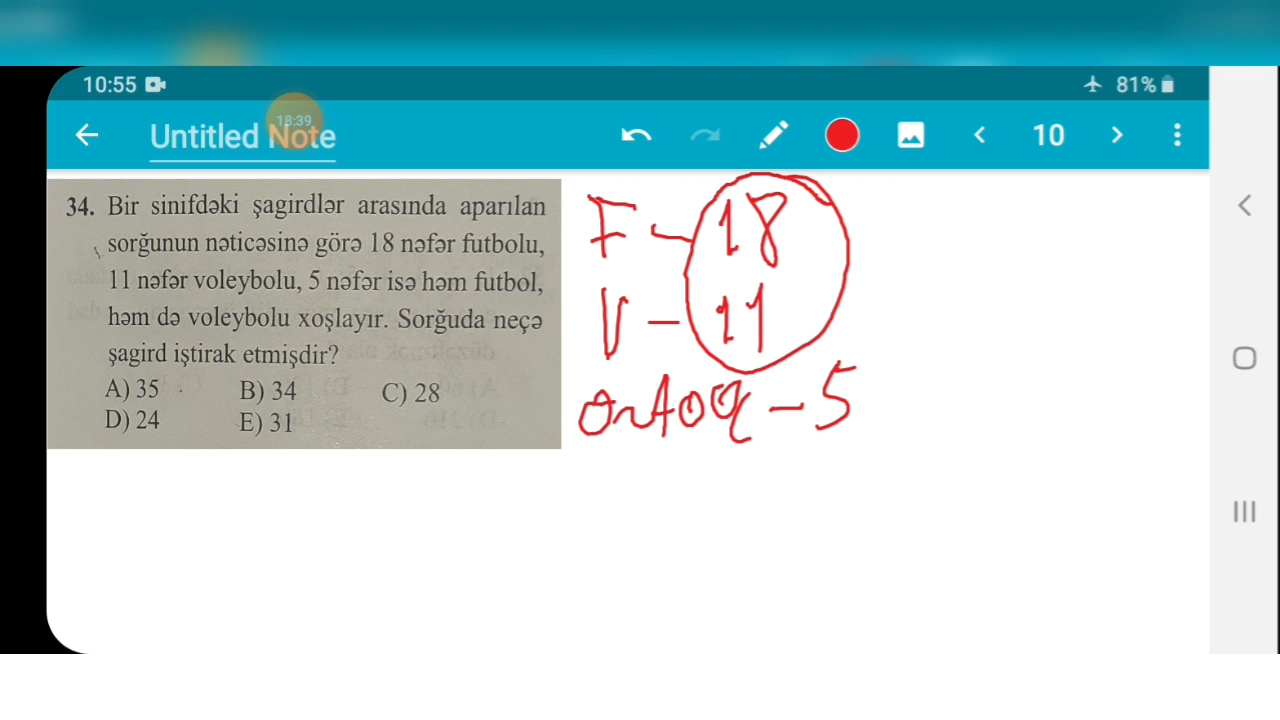 10:55
81%
Untitled Note
18:39
10
34. Bir sinifdəki şagirdlər arasında aparılan
sorğunun nəticəsinə görə 18 nəfər futbolu,
11 nəfər voleybolu, 5 nəfər isə həm futbol,
həm də voleybolu xoşlayır. Sorğuda neçə
şagird iştirak etmişdir?
A) 35 B) 34 C) 28
D) 24 E) 31
F - 18
V - 11
Ortoq - 5